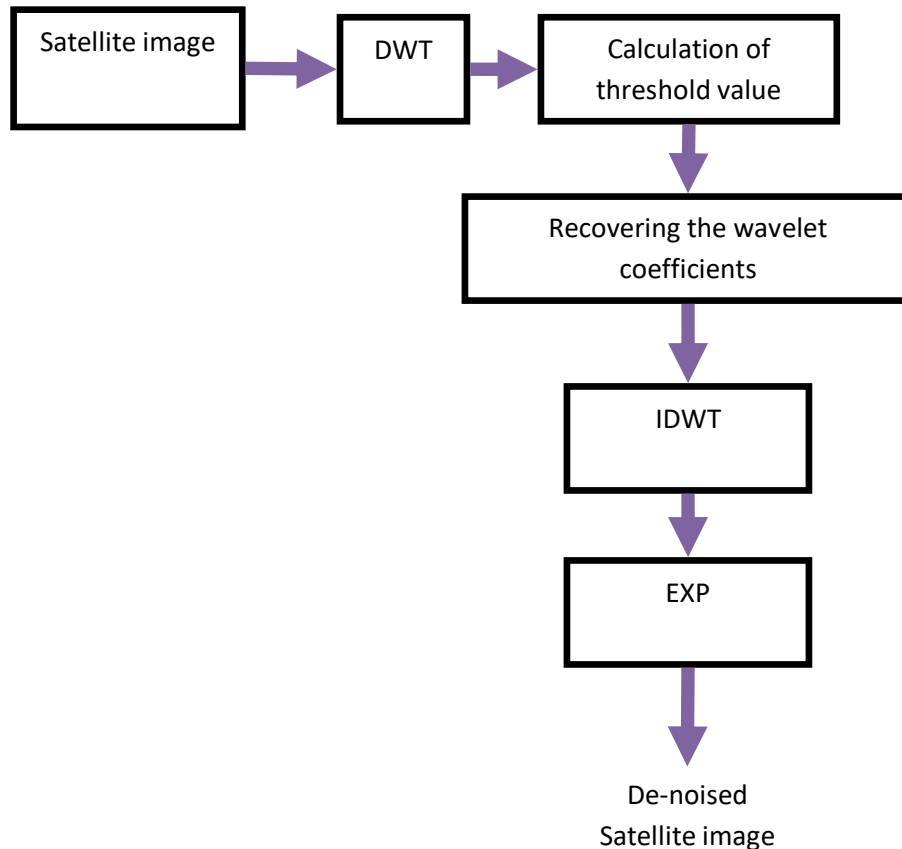 Satellite image
DWT
Calculation of
threshold value
Recovering the wavelet
coefficients
IDWT
EXP
De-noised
Satellite image